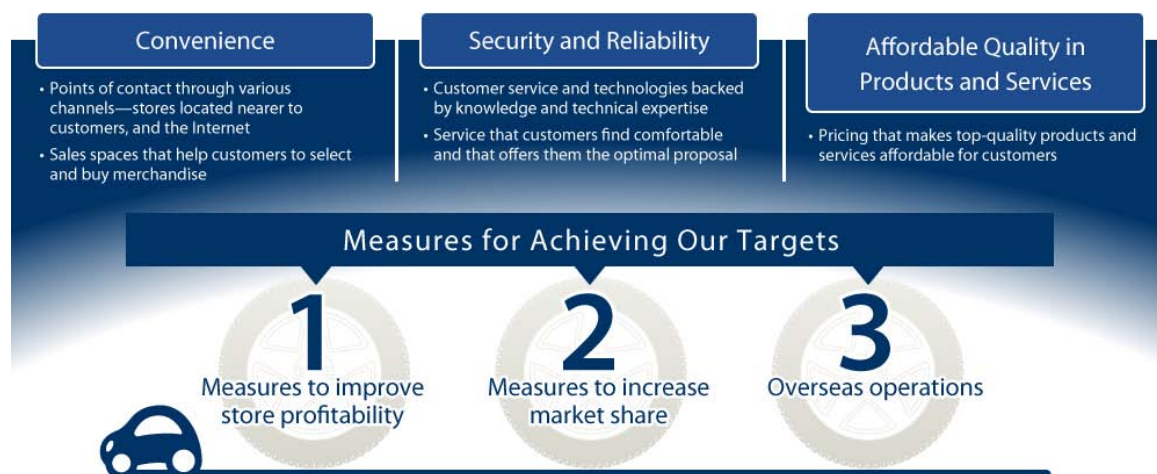 Convenience
• Points of contact through various
channels—stores located nearer to
customers, and the Internet
• Sales spaces that help customers to select
and buy merchandise
Security and Reliability
• Customer service and technologies backed
by knowledge and technical expertise
• Service that customers find comfortable
and that offers them the optimal proposal
Affordable Quality in
Products and Services
• Pricing that makes top-quality products and
services affordable for customers
Measures for Achieving Our Targets
1
Measures to improve
store profitability
2
Measures to increase
market share
3
Overseas operations